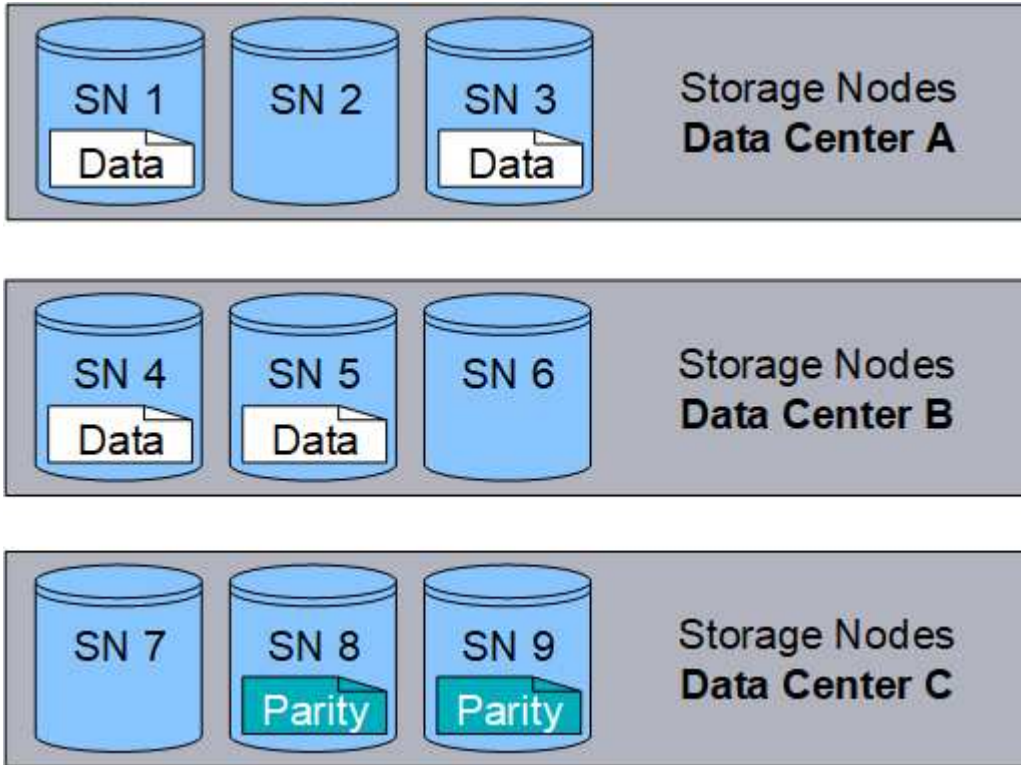 SN 1
SN 2
SN 3
Data
Data
Storage Nodes
Data Center A
SN 4
SN 5
SN 6
Data
Data
Storage Nodes
Data Center B
SN 7
SN 8
SN 9
Parity
Parity
Storage Nodes
Data Center C